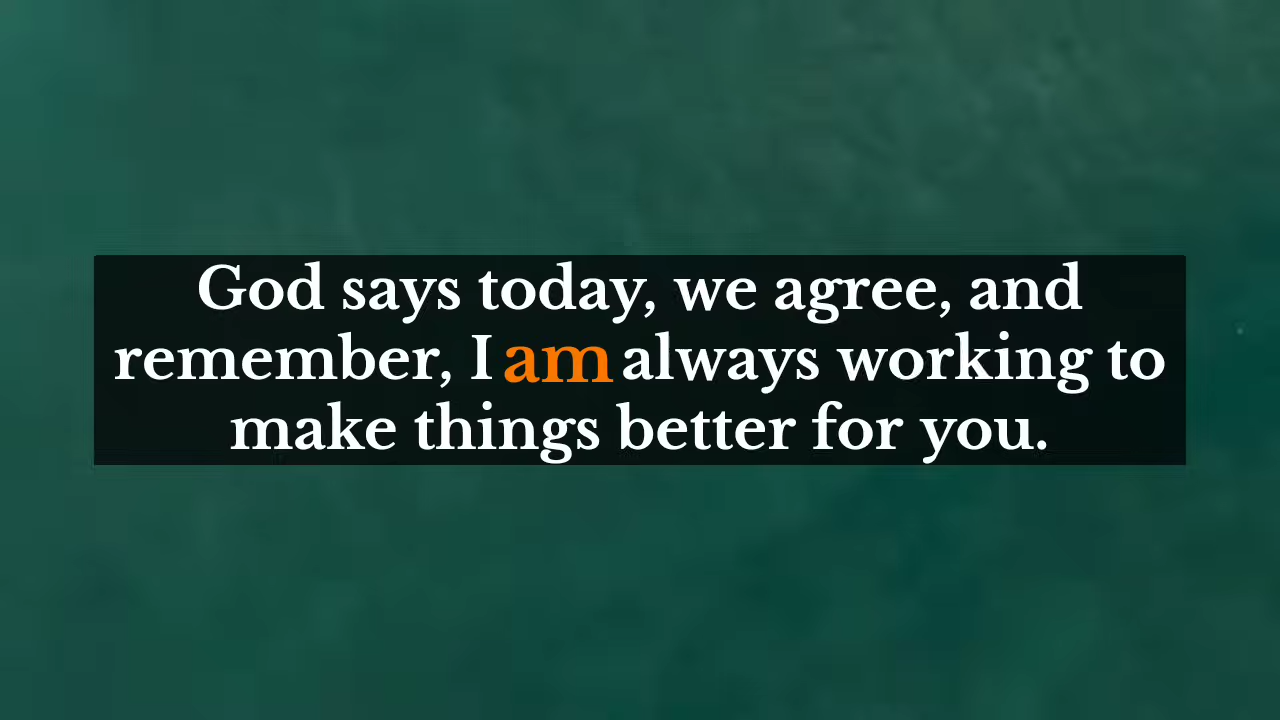 God says today, we agree, and
remember, I am always working to
make things better for you.